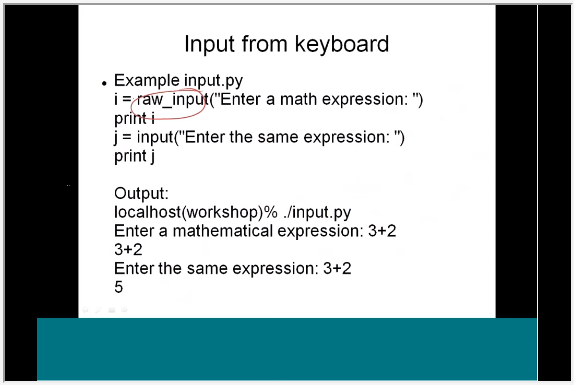 Input from keyboard
• Example input.py
i = raw_input("Enter a math expression: ")
print i
j = input("Enter the same expression: ")
print j
Output:
localhost(workshop)% ./input.py
Enter a mathematical expression: 3+2
3+2
Enter the same expression: 3+2
5